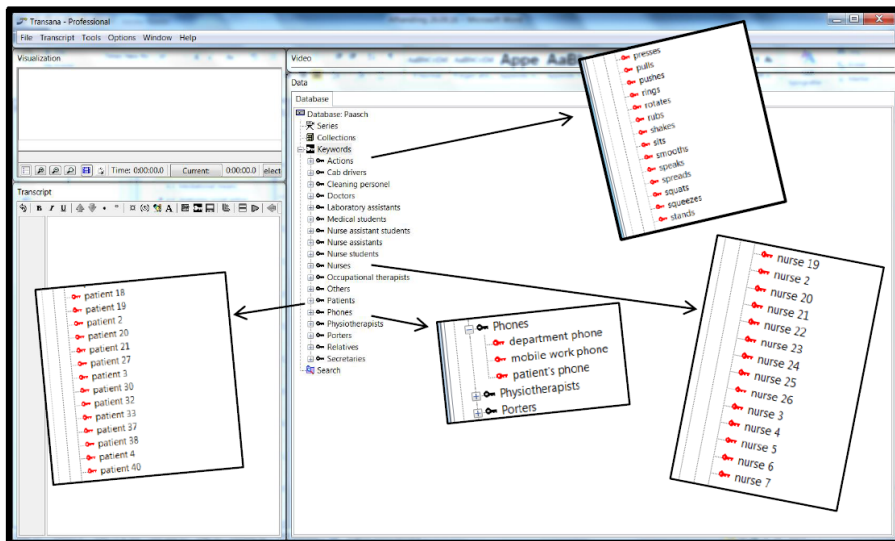 Transana - Professional
File Transcript Tools Options Window Help
Visualization
Time: 0:00:00.0 Current: 0:00:00.0 elect
Transcript
B I U
A
Video
Appe
Data
Database
Database: Paasch
Series
Collections
Keywords
Actions
Cab drivers
Cleaning personel
Doctors
Laboratory assistants
Medical students
Nurse assistant students
Nurse assistants
Nurse students
Nurses
Occupational therapists
Others
Patients
Phones
Physiotherapists
Porters
Relatives
Secretaries
Search
presses
pulls
pushes
rings
rotates
rubs
shakes
sits
smooths
speaks
spreads
squats
squeezes
stands
patient 18
patient 19
patient 2
patient 20
patient 21
patient 27
patient 3
patient 30
patient 32
patient 33
patient 37
patient 38
patient 4
patient 40
Phones
department phone
mobile work phone
patient's phone
Physiotherapists
Porters
nurse 19
nurse 2
nurse 20
nurse 21
nurse 22
nurse 23
nurse 24
nurse 25
nurse 26
nurse 3
nurse 4
nurse 5
nurse 6
nurse 7